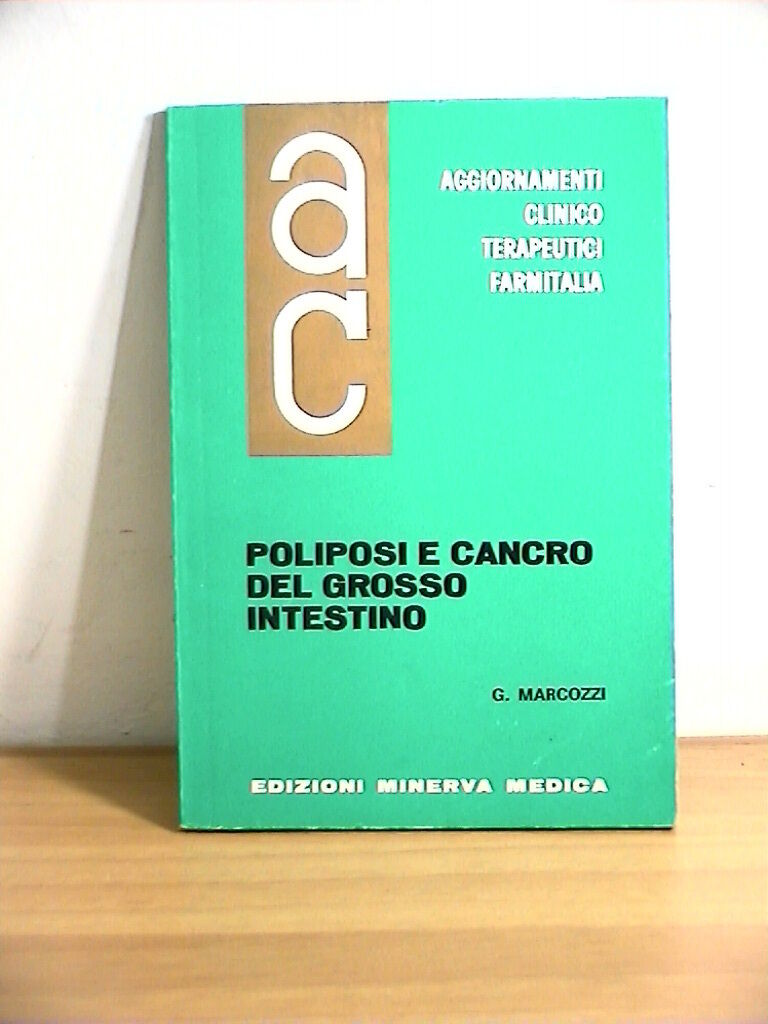 ac
AGGIORNAMENTI
CLINICO
TERAPEUTICI
FARMITALIA
POLIPOSI E CANCRO
DEL GROSSO
INTESTINO
G. MARCOZZI
EDIZIONI MINERVA MEDICA